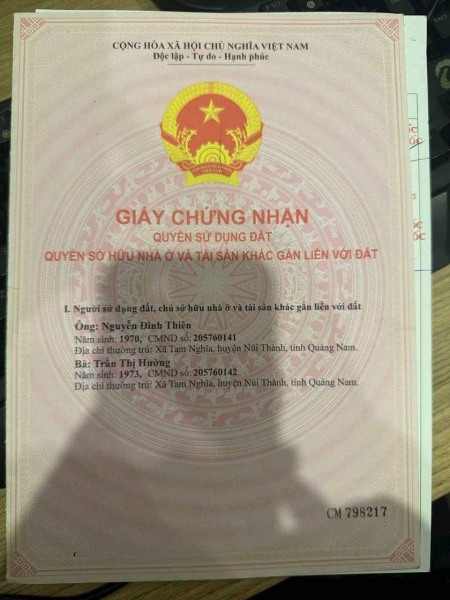 CỘNG HÒA XÃ HỘI CHỦ NGHĨA VIỆT NAM
Độc lập - Tự do - Hạnh phúc
VIỆT NAM
GIẤY CHỨNG NHẬN
QUYỀN SỬ DỤNG ĐẤT
QUYỀN SỞ HỮU NHÀ Ở VÀ TÀI SẢN KHÁC GẮN LIỀN VỚI ĐẤT
I. Người sử dụng đất, chủ sở hữu nhà ở và tài sản khác gắn liền với đất
Ông: Nguyễn Đình Thiên
Năm sinh: 1970, CMND số: 205760141
Địa chỉ thường trú: Xã Tam Nghĩa, huyện Núi Thành, tỉnh Quảng Nam.
Bà: Trần Thị Hường
Năm sinh: 1973, CMND số: 205760142
Địa chỉ thường trú: Xã Tam Nghĩa, huyện Núi Thành, tỉnh Quảng Nam.
CM 798217